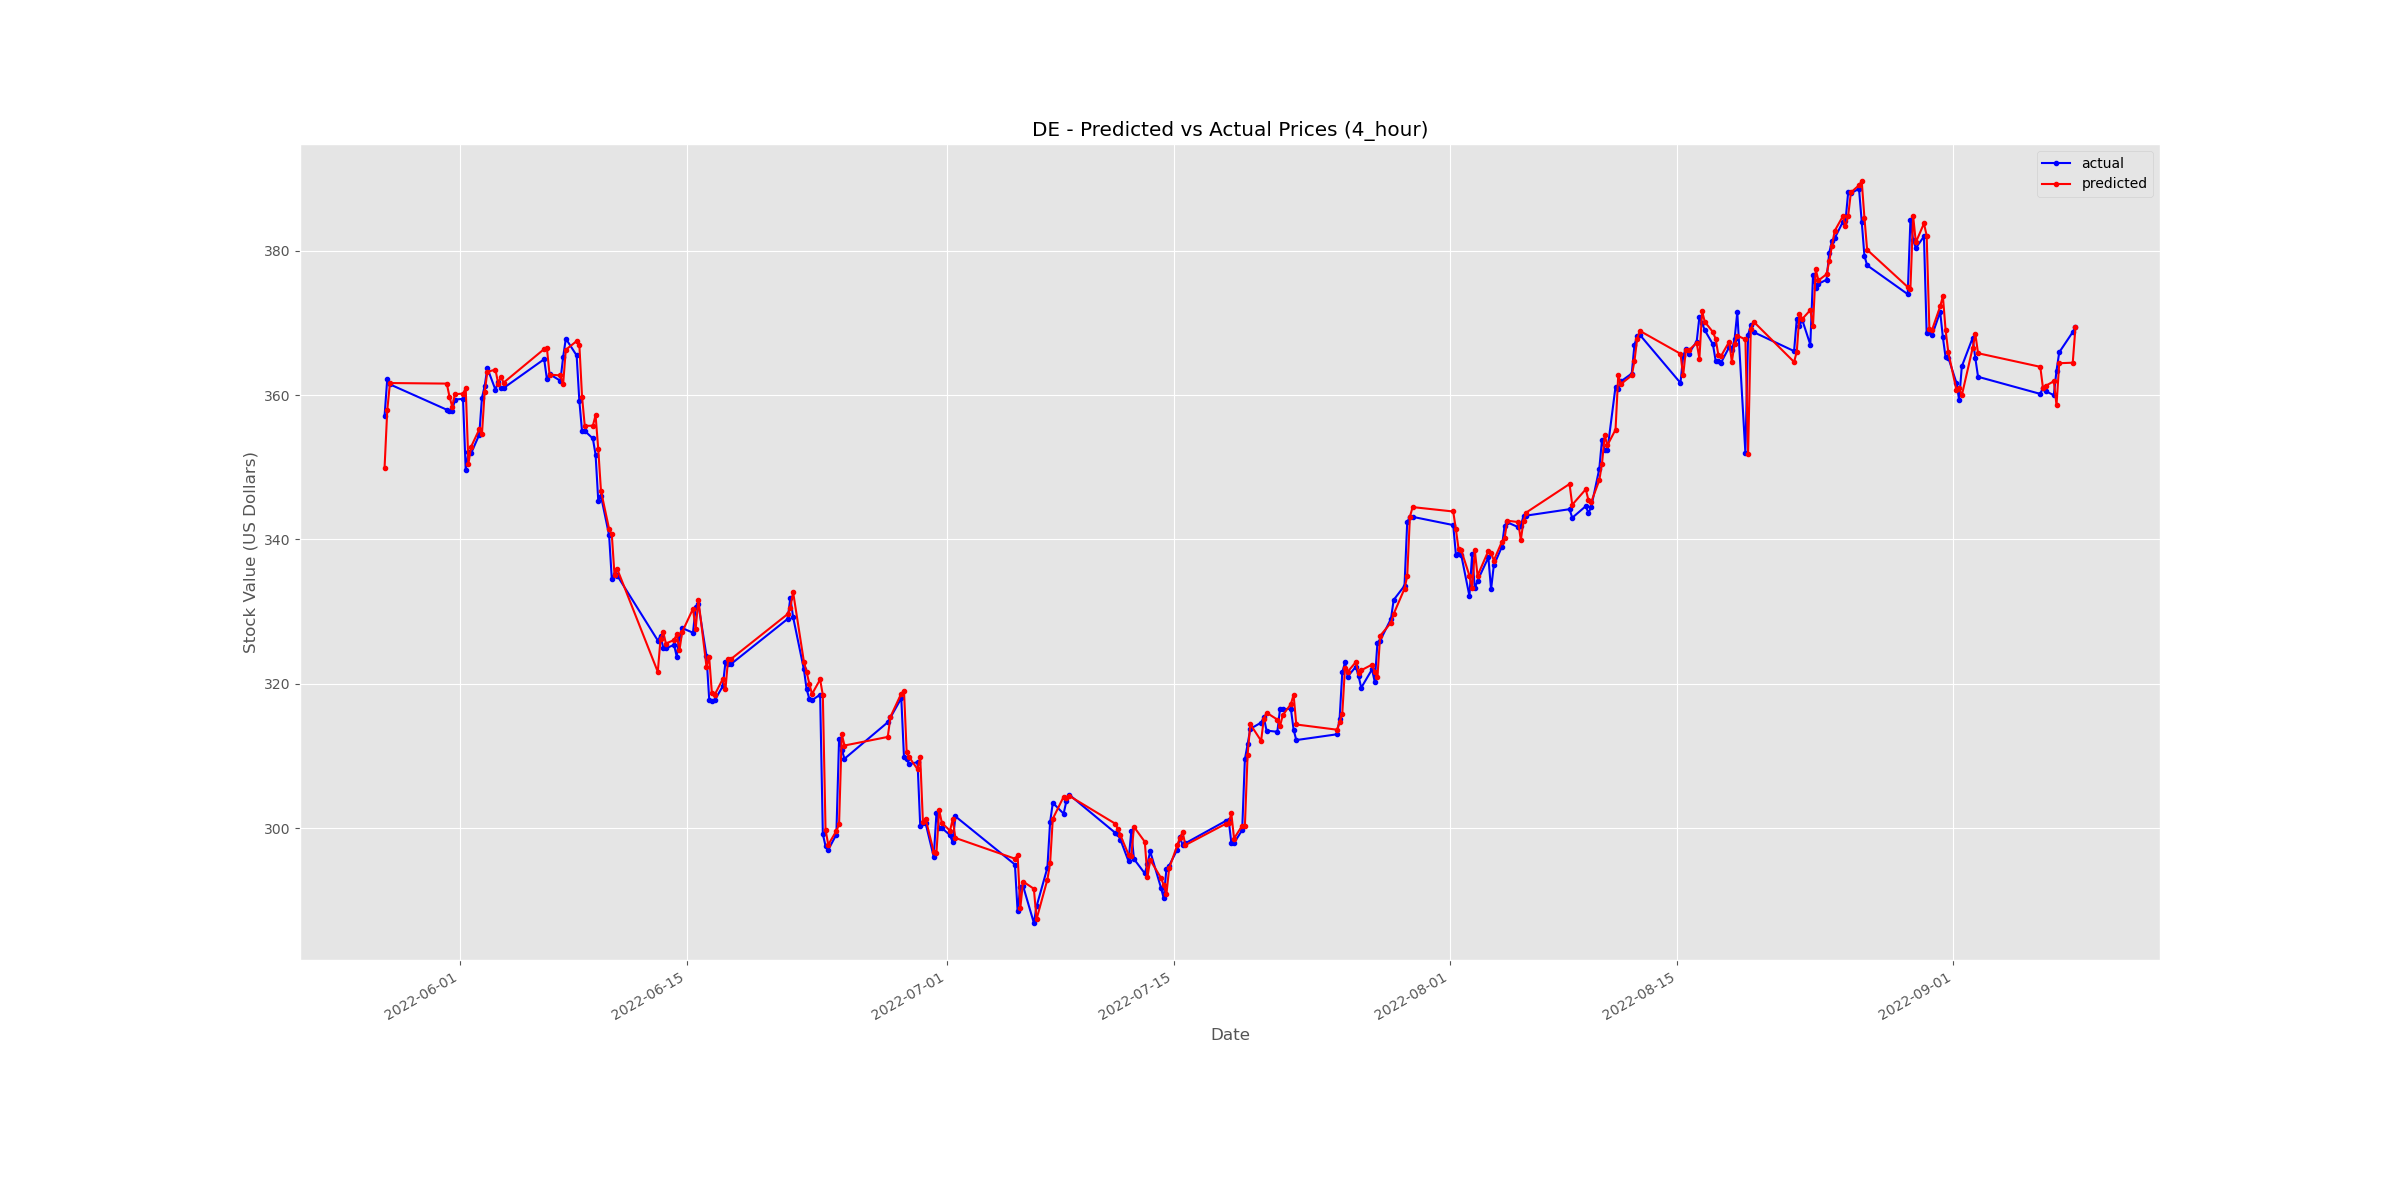 DE - Predicted vs Actual Prices (4_hour)
actual
predicted
Stock Value (US Dollars)
380
360
340
320
300
2022-06-01
2022-06-15
2022-07-01
2022-07-15
2022-08-01
2022-08-15
2022-09-01
Date